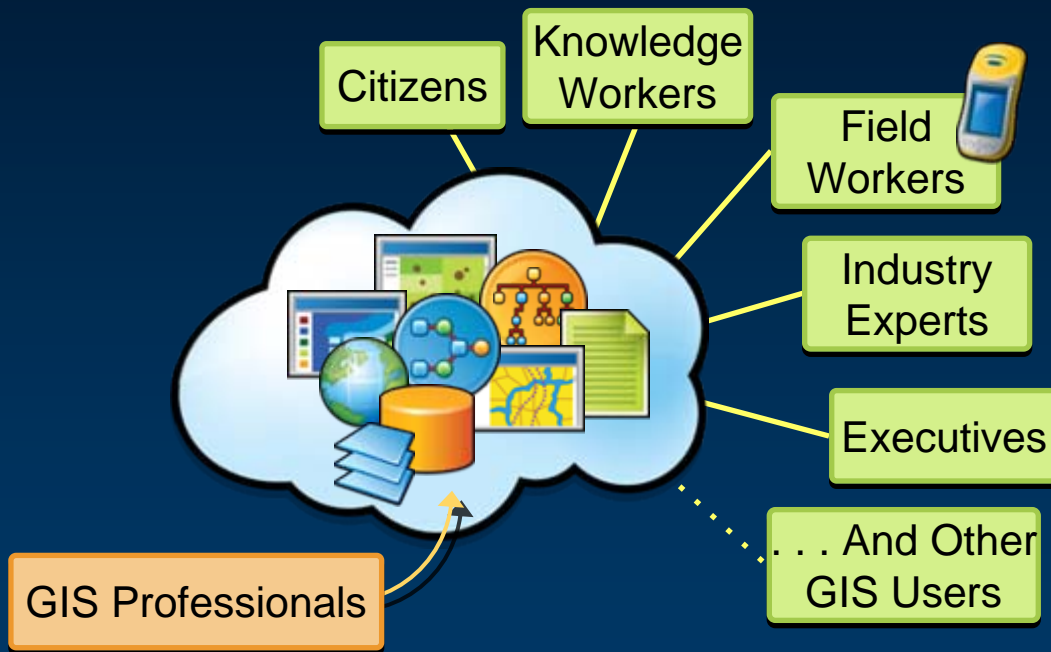 Citizens
Knowledge
Workers
Field
Workers
Industry
Experts
Executives
. . . And Other
GIS Users
GIS Professionals